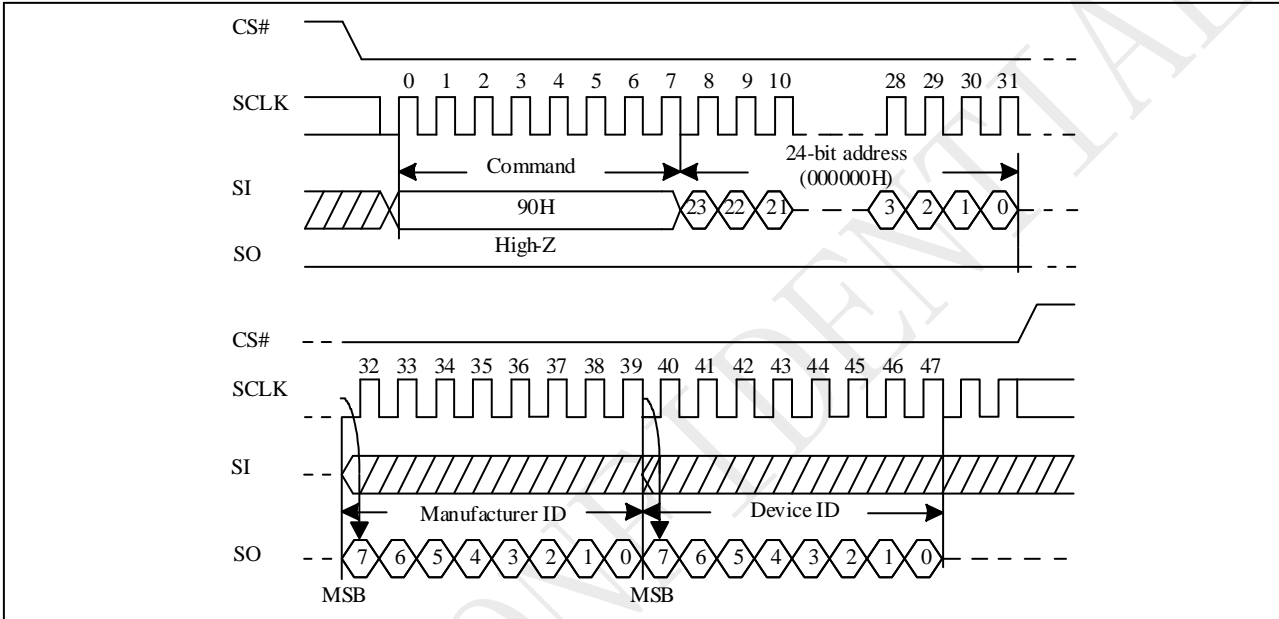 CS#
0 1 2 3 4 5 6 7 8 9 10 28 29 30 31
SCLK
Command
24-bit address
(000000H)
SI
90H
23 22 21 3 2 1 0
High-Z
SO
CS#
32 33 34 35 36 37 38 39 40 41 42 43 44 45 46 47
SCLK
SI
Manufacturer ID Device ID
SO
7 6 5 4 3 2 1 0 7 6 5 4 3 2 1 0
MSB MSB